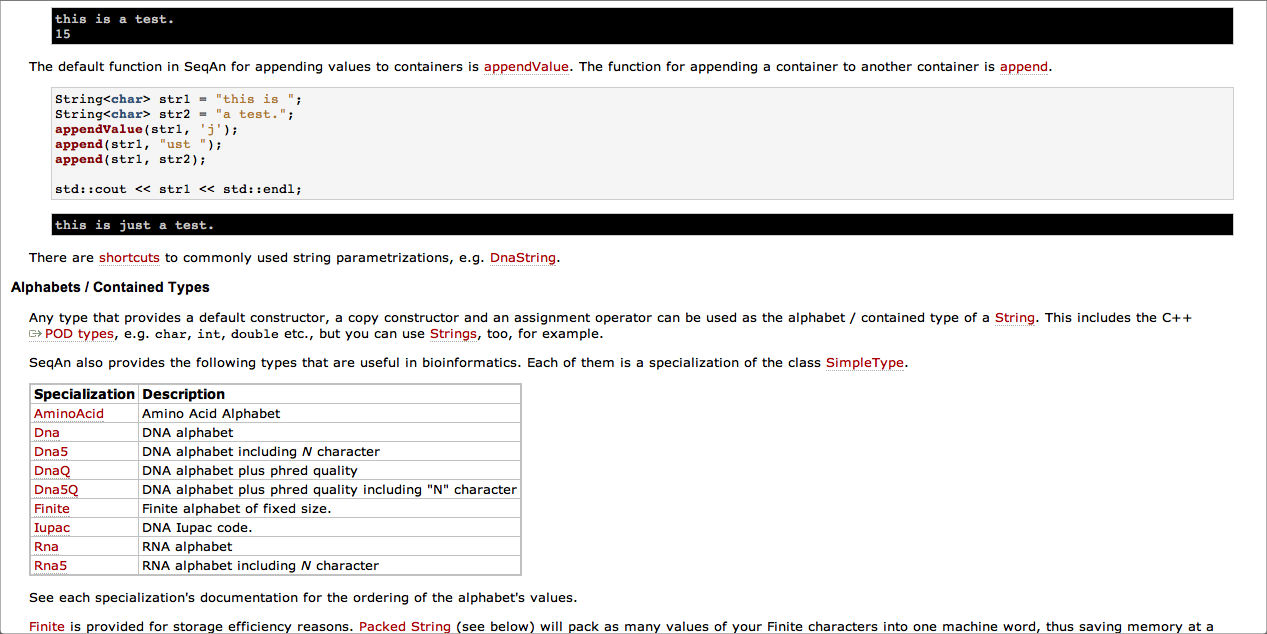 this is a test.
15
The default function in SeqAn for appending values to containers is appendValue. The function for appending a container to another container is append.
String<char> str1 = "this is ";
String<char> str2 = "a test.";
appendValue(str1, 'j');
append(str1, "ust ");
append(str1, str2);
std::cout << str1 << std::endl;
this is just a test.
There are shortcuts to commonly used string parametrizations, e.g. DnaString.
Alphabets / Contained Types
Any type that provides a default constructor, a copy constructor and an assignment operator can be used as the alphabet / contained type of a String. This includes the C++
POD types, e.g. char, int, double etc., but you can use Strings, too, for example.
SeqAn also provides the following types that are useful in bioinformatics. Each of them is a specialization of the class SimpleType.
Specialization Description
AminoAcid Amino Acid Alphabet
Dna DNA alphabet
Dna5 DNA alphabet including N character
DnaQ DNA alphabet plus phred quality
Dna5Q DNA alphabet plus phred quality including "N" character
Finite Finite alphabet of fixed size.
Iupac DNA Iupac code.
Rna RNA alphabet
Rna5 RNA alphabet including N character
See each specialization's documentation for the ordering of the alphabet's values.
Finite is provided for storage efficiency reasons. Packed String (see below) will pack as many values of your Finite characters into one machine word, thus saving memory at a